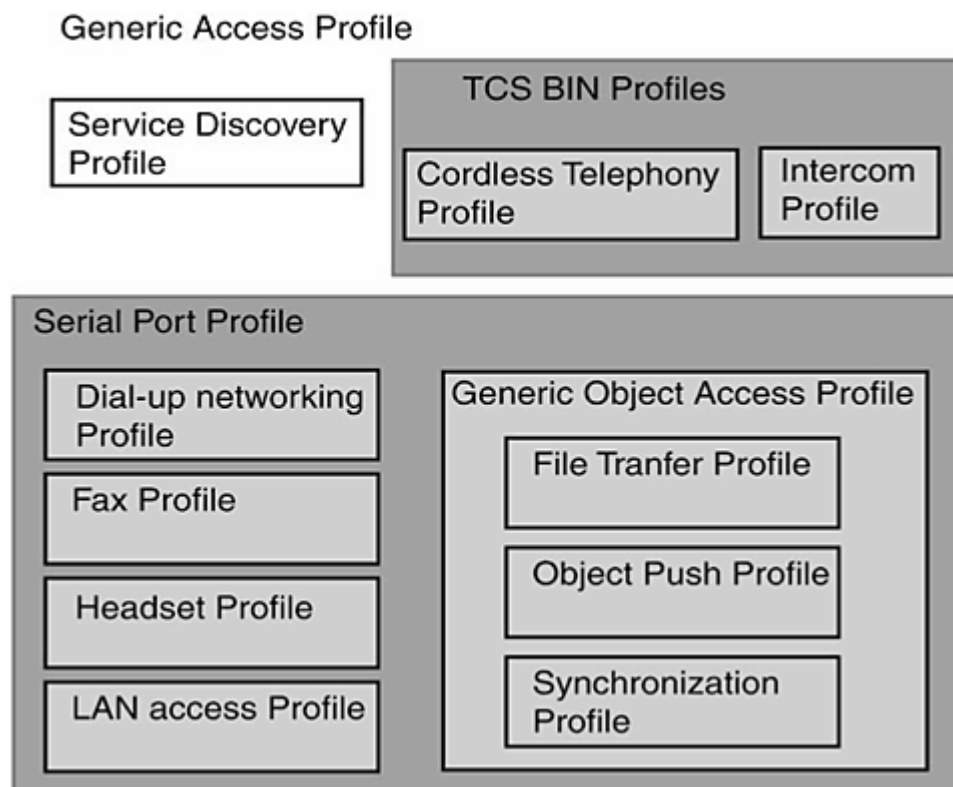 Generic Access Profile
TCS BIN Profiles
Service Discovery
Profile
Cordless Telephony
Profile
Intercom
Profile
Serial Port Profile
Dial-up networking
Profile
Fax Profile
Headset Profile
LAN access Profile
Generic Object Access Profile
File Tranfer Profile
Object Push Profile
Synchronization
Profile